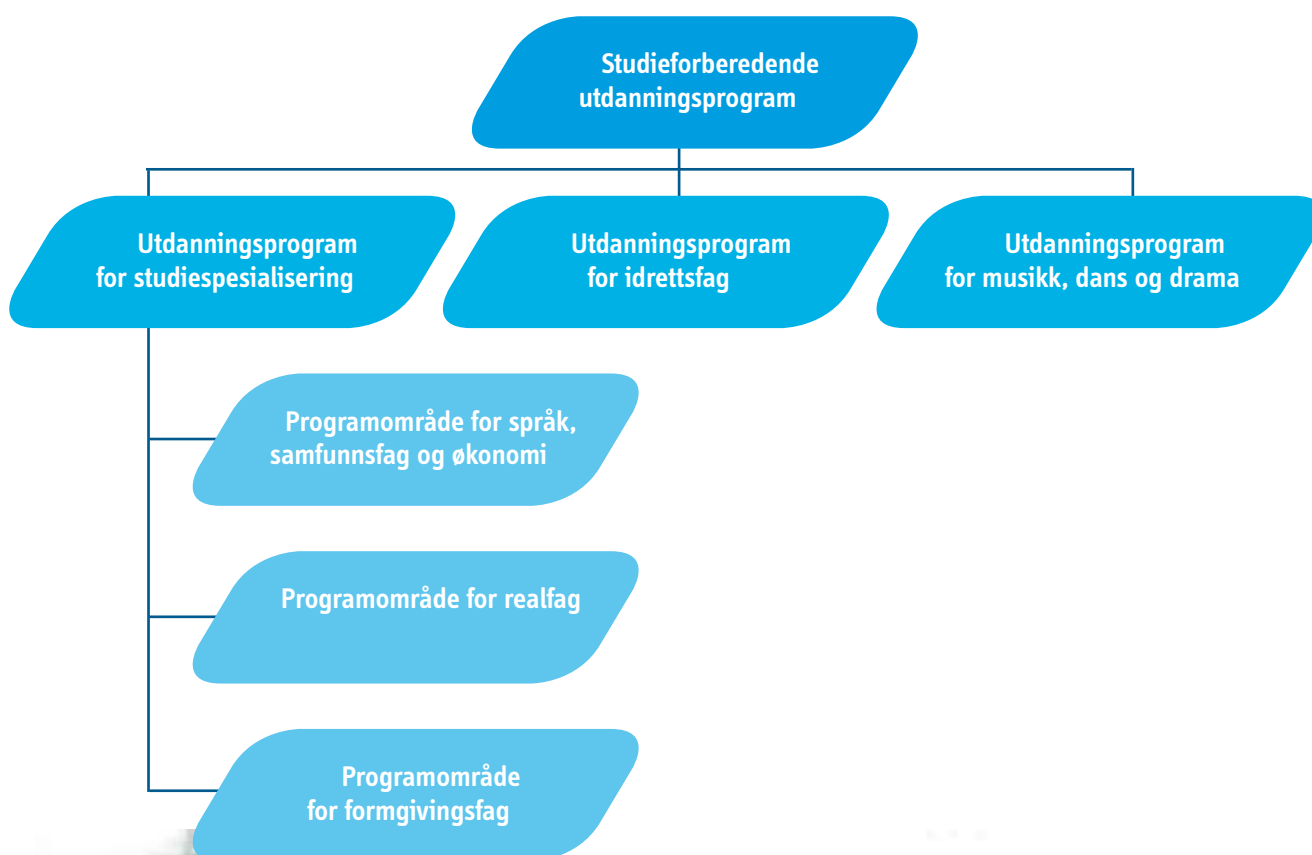 Studieforberedende
utdanningsprogram
Utdanningsprogram
for studiespesialisering
Utdanningsprogram
for idrettsfag
Utdanningsprogram
for musikk, dans og drama
Programområde for språk,
samfunnsfag og økonomi
Programområde for realfag
Programområde
for formgivingsfag